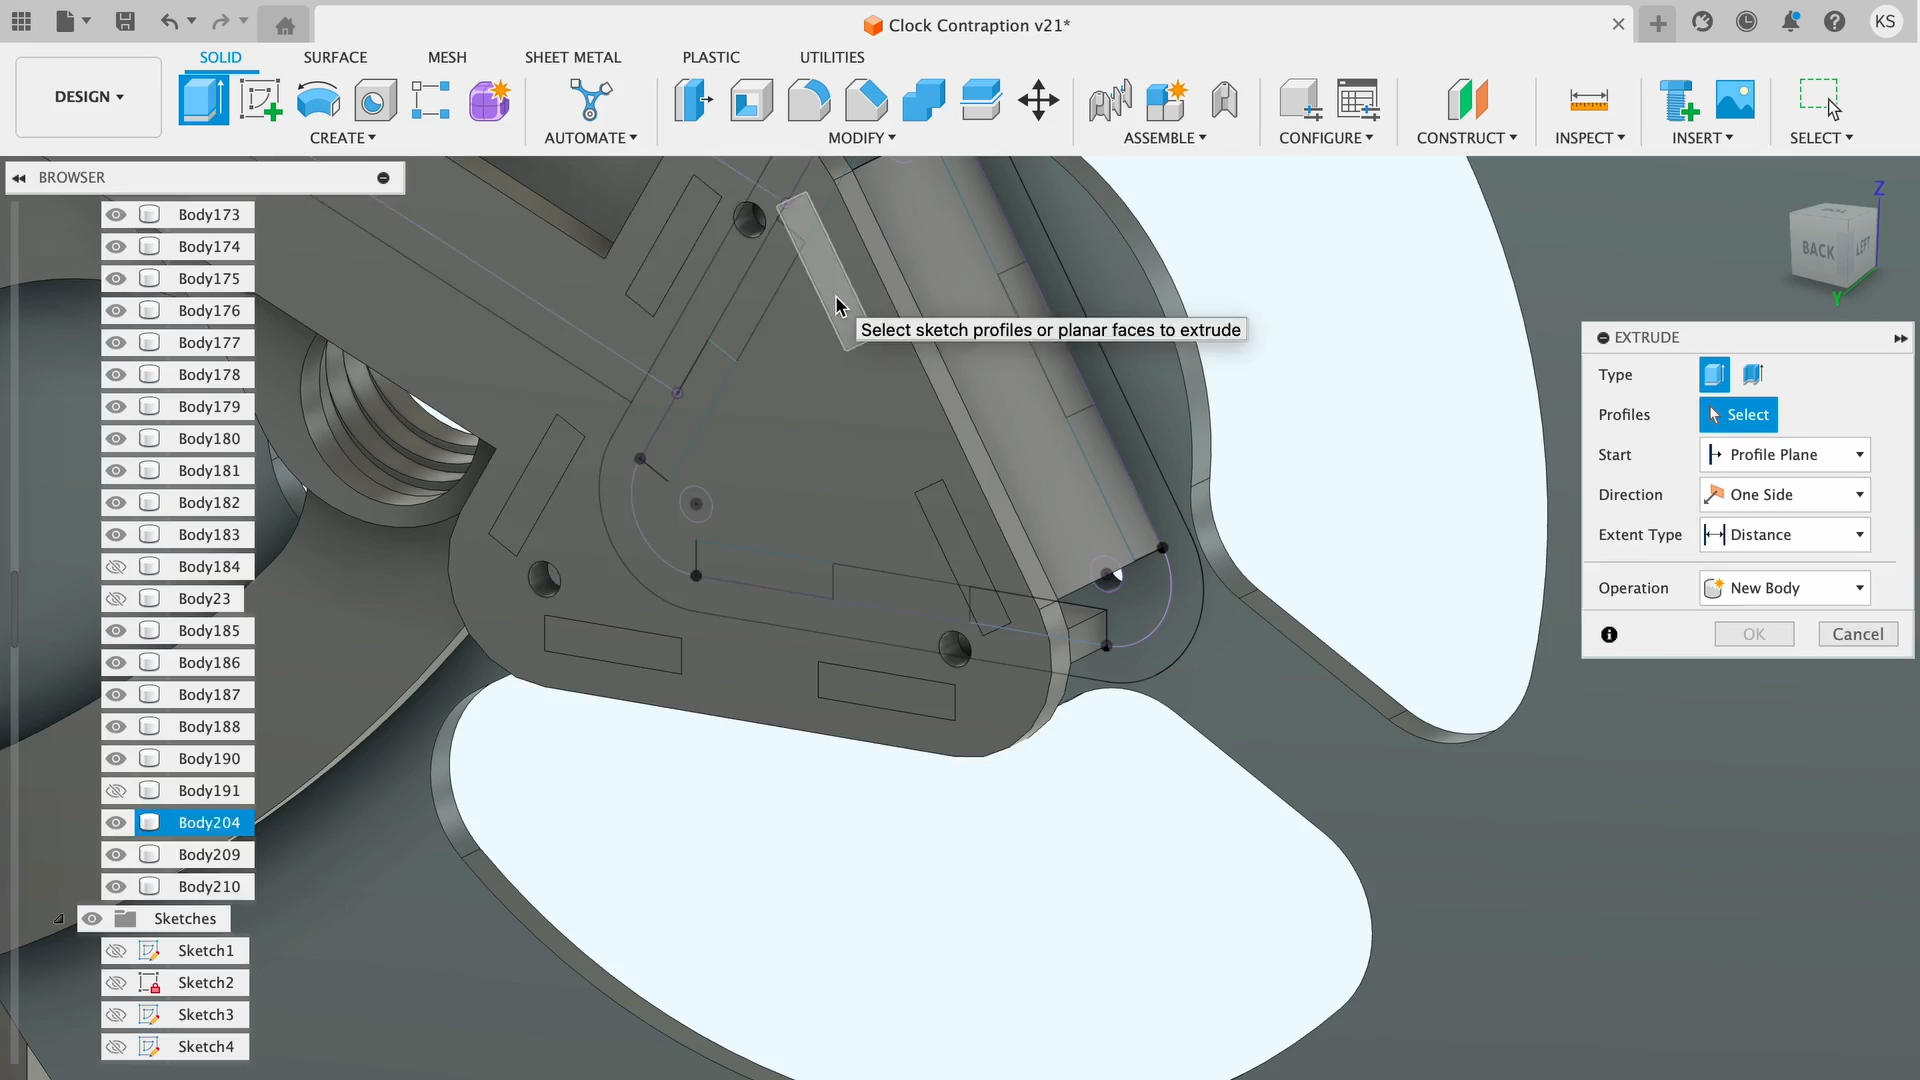 Clock Contraption v21*
KS
SOLID
SURFACE
MESH
SHEET METAL
PLASTIC
UTILITIES
DESIGN
CREATE
AUTOMATE
MODIFY
ASSEMBLE
CONFIGURE
CONSTRUCT
INSPECT
INSERT
SELECT
BROWSER
Body173
Body174
Body175
Body176
Body177
Body178
Body179
Body180
Body181
Body182
Body183
Body184
Body23
Body185
Body186
Body187
Body188
Body190
Body191
Body204
Body209
Body210
Sketches
Sketch1
Sketch2
Sketch3
Sketch4
Select sketch profiles or planar faces to extrude
Z
TOP
BACK
LEFT
Y
EXTRUDE
Type
Profiles
Select
Start
Profile Plane
Direction
One Side
Extent Type
Distance
Operation
New Body
OK
Cancel